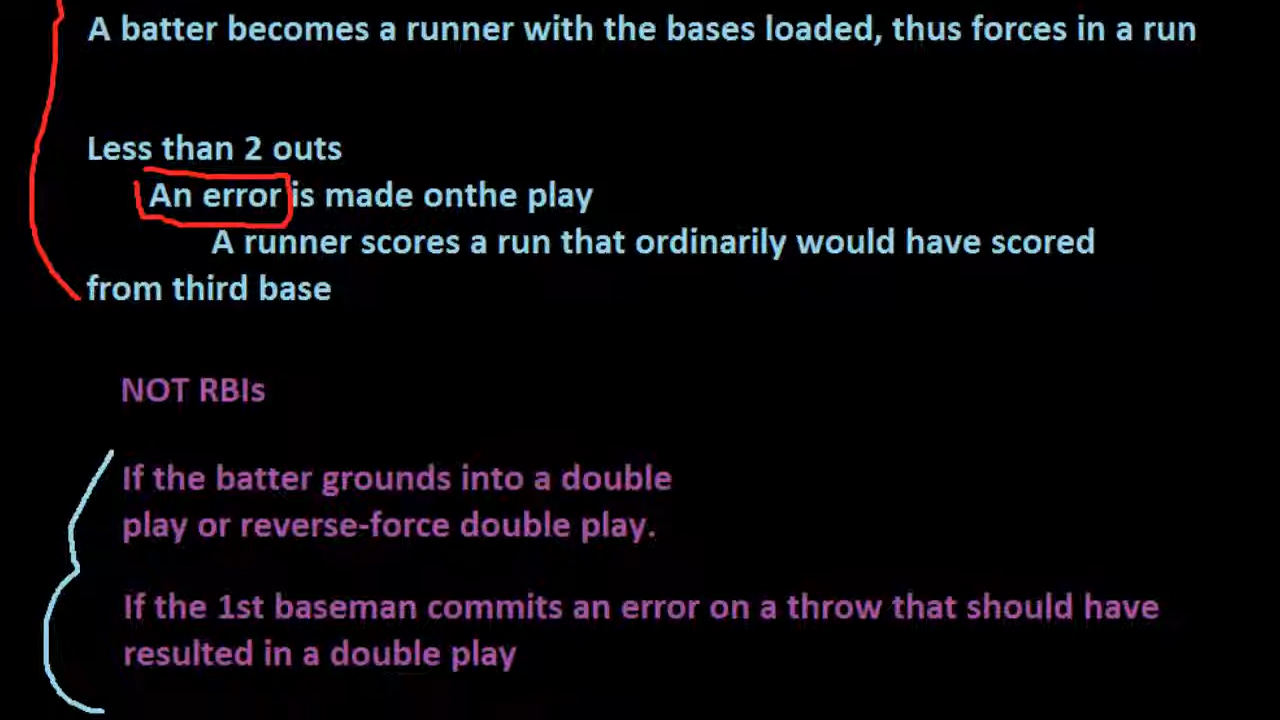 A batter becomes a runner with the bases loaded, thus forces in a run
Less than 2 outs
An error is made onthe play
A runner scores a run that ordinarily would have scored
from third base
NOT RBIs
If the batter grounds into a double
play or reverse-force double play.
If the 1st baseman commits an error on a throw that should have
resulted in a double play